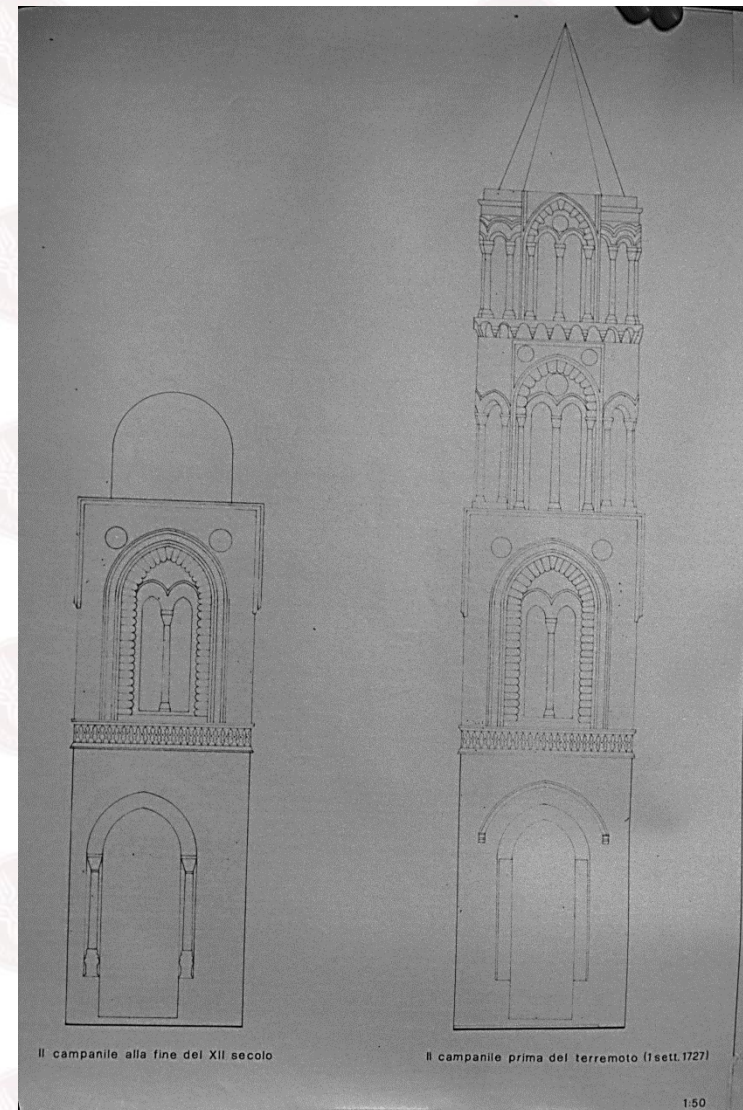 Il campanile alla fine del XII secolo
Il campanile prima del terremoto (1 sett. 1727)
1:50